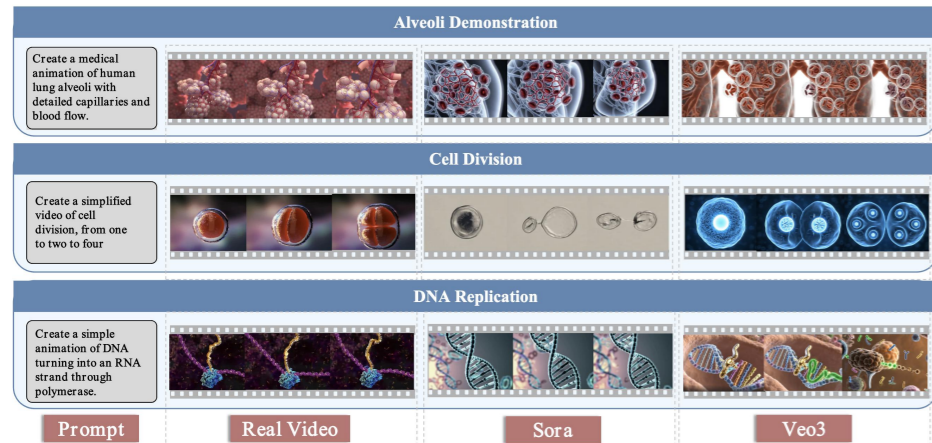 Alveoli Demonstration
Create a medical
animation of human
lung alveoli with
detailed capillaries and
blood flow.
Cell Division
Create a simplified
video of cell
division, from one
to two to four
DNA Replication
Create a simple
animation of DNA
turning into an RNA
strand through
polymerase.
Prompt
Real Video
Sora
Veo3